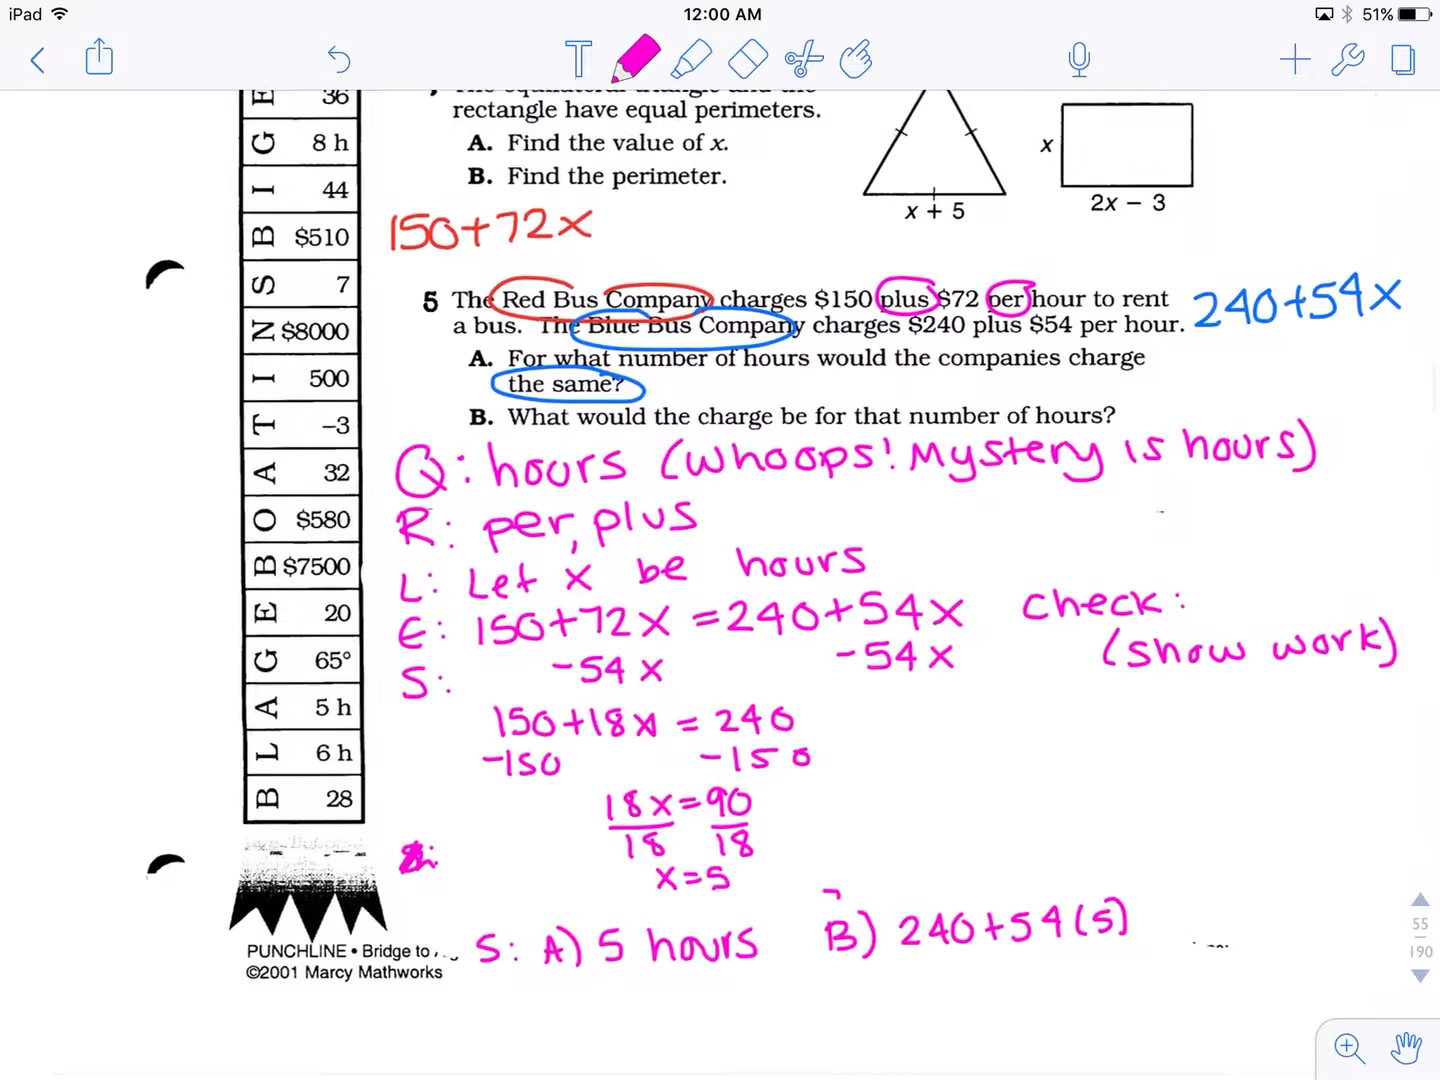 iPad
12:00 AM
51%
E 36
G 8 h
I 44
B $510
S 7
N $8000
I 500
T –3
A 32
O $580
B $7500
E 20
G 65°
A 5 h
L 6 h
B 28
rectangle have equal perimeters.
A. Find the value of x.
B. Find the perimeter.
x + 5
x
2x – 3
150+72x
5 The Red Bus Company charges $150 plus $72 per hour to rent
a bus. The Blue Bus Company charges $240 plus $54 per hour.
240+54x
A. For what number of hours would the companies charge
the same?
B. What would the charge be for that number of hours?
Q: hours (whoops! Mystery is hours)
R: per, plus
L: Let x be hours
E: 150+72x =240+54x
check:
(show work)
S: -54x -54x
150+18x = 240
-150 -150
18x=90
18 18
x=5
S: A) 5 hours B) 240+54(5)
PUNCHLINE • Bridge to
©2001 Marcy Mathworks
55
190